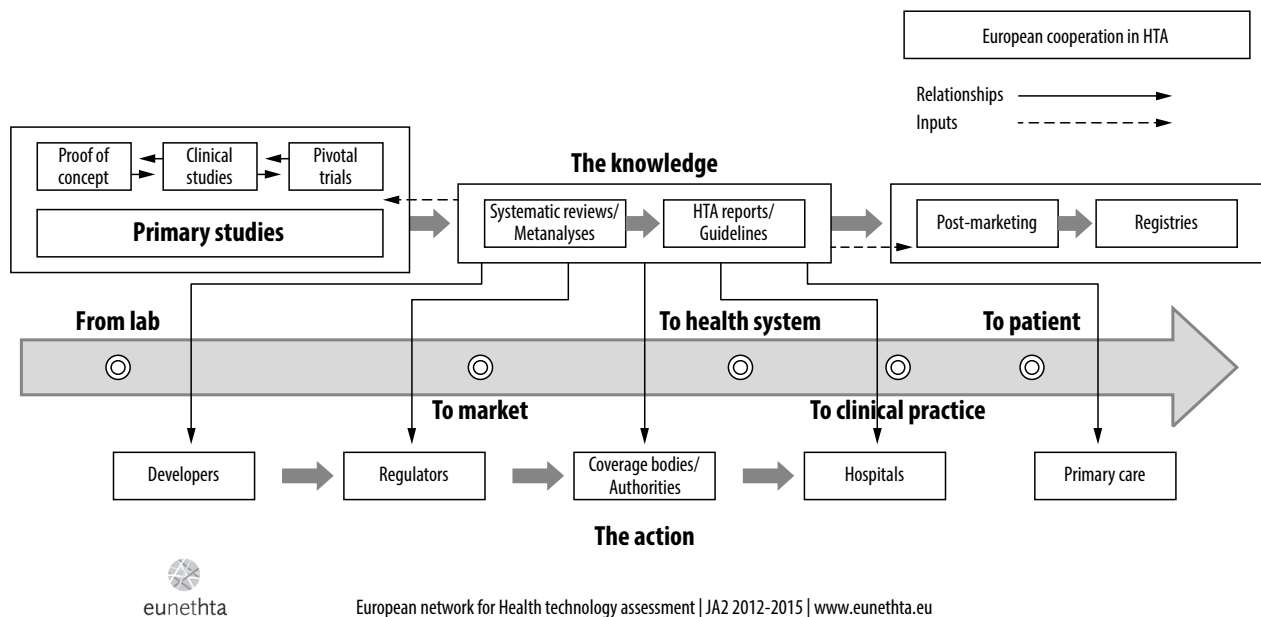 European cooperation in HTA
Relationships
Inputs
Proof of
concept
Clinical
studies
Pivotal
trials
Primary studies
The knowledge
Systematic reviews/
Metanalyses
HTA reports/
Guidelines
Post-marketing
Registries
From lab
To health system
To patient
To market
To clinical practice
Developers
Regulators
Coverage bodies/
Authorities
Hospitals
Primary care
The action
eunethta
European network for Health technology assessment | JA2 2012-2015 | www.eunethta.eu